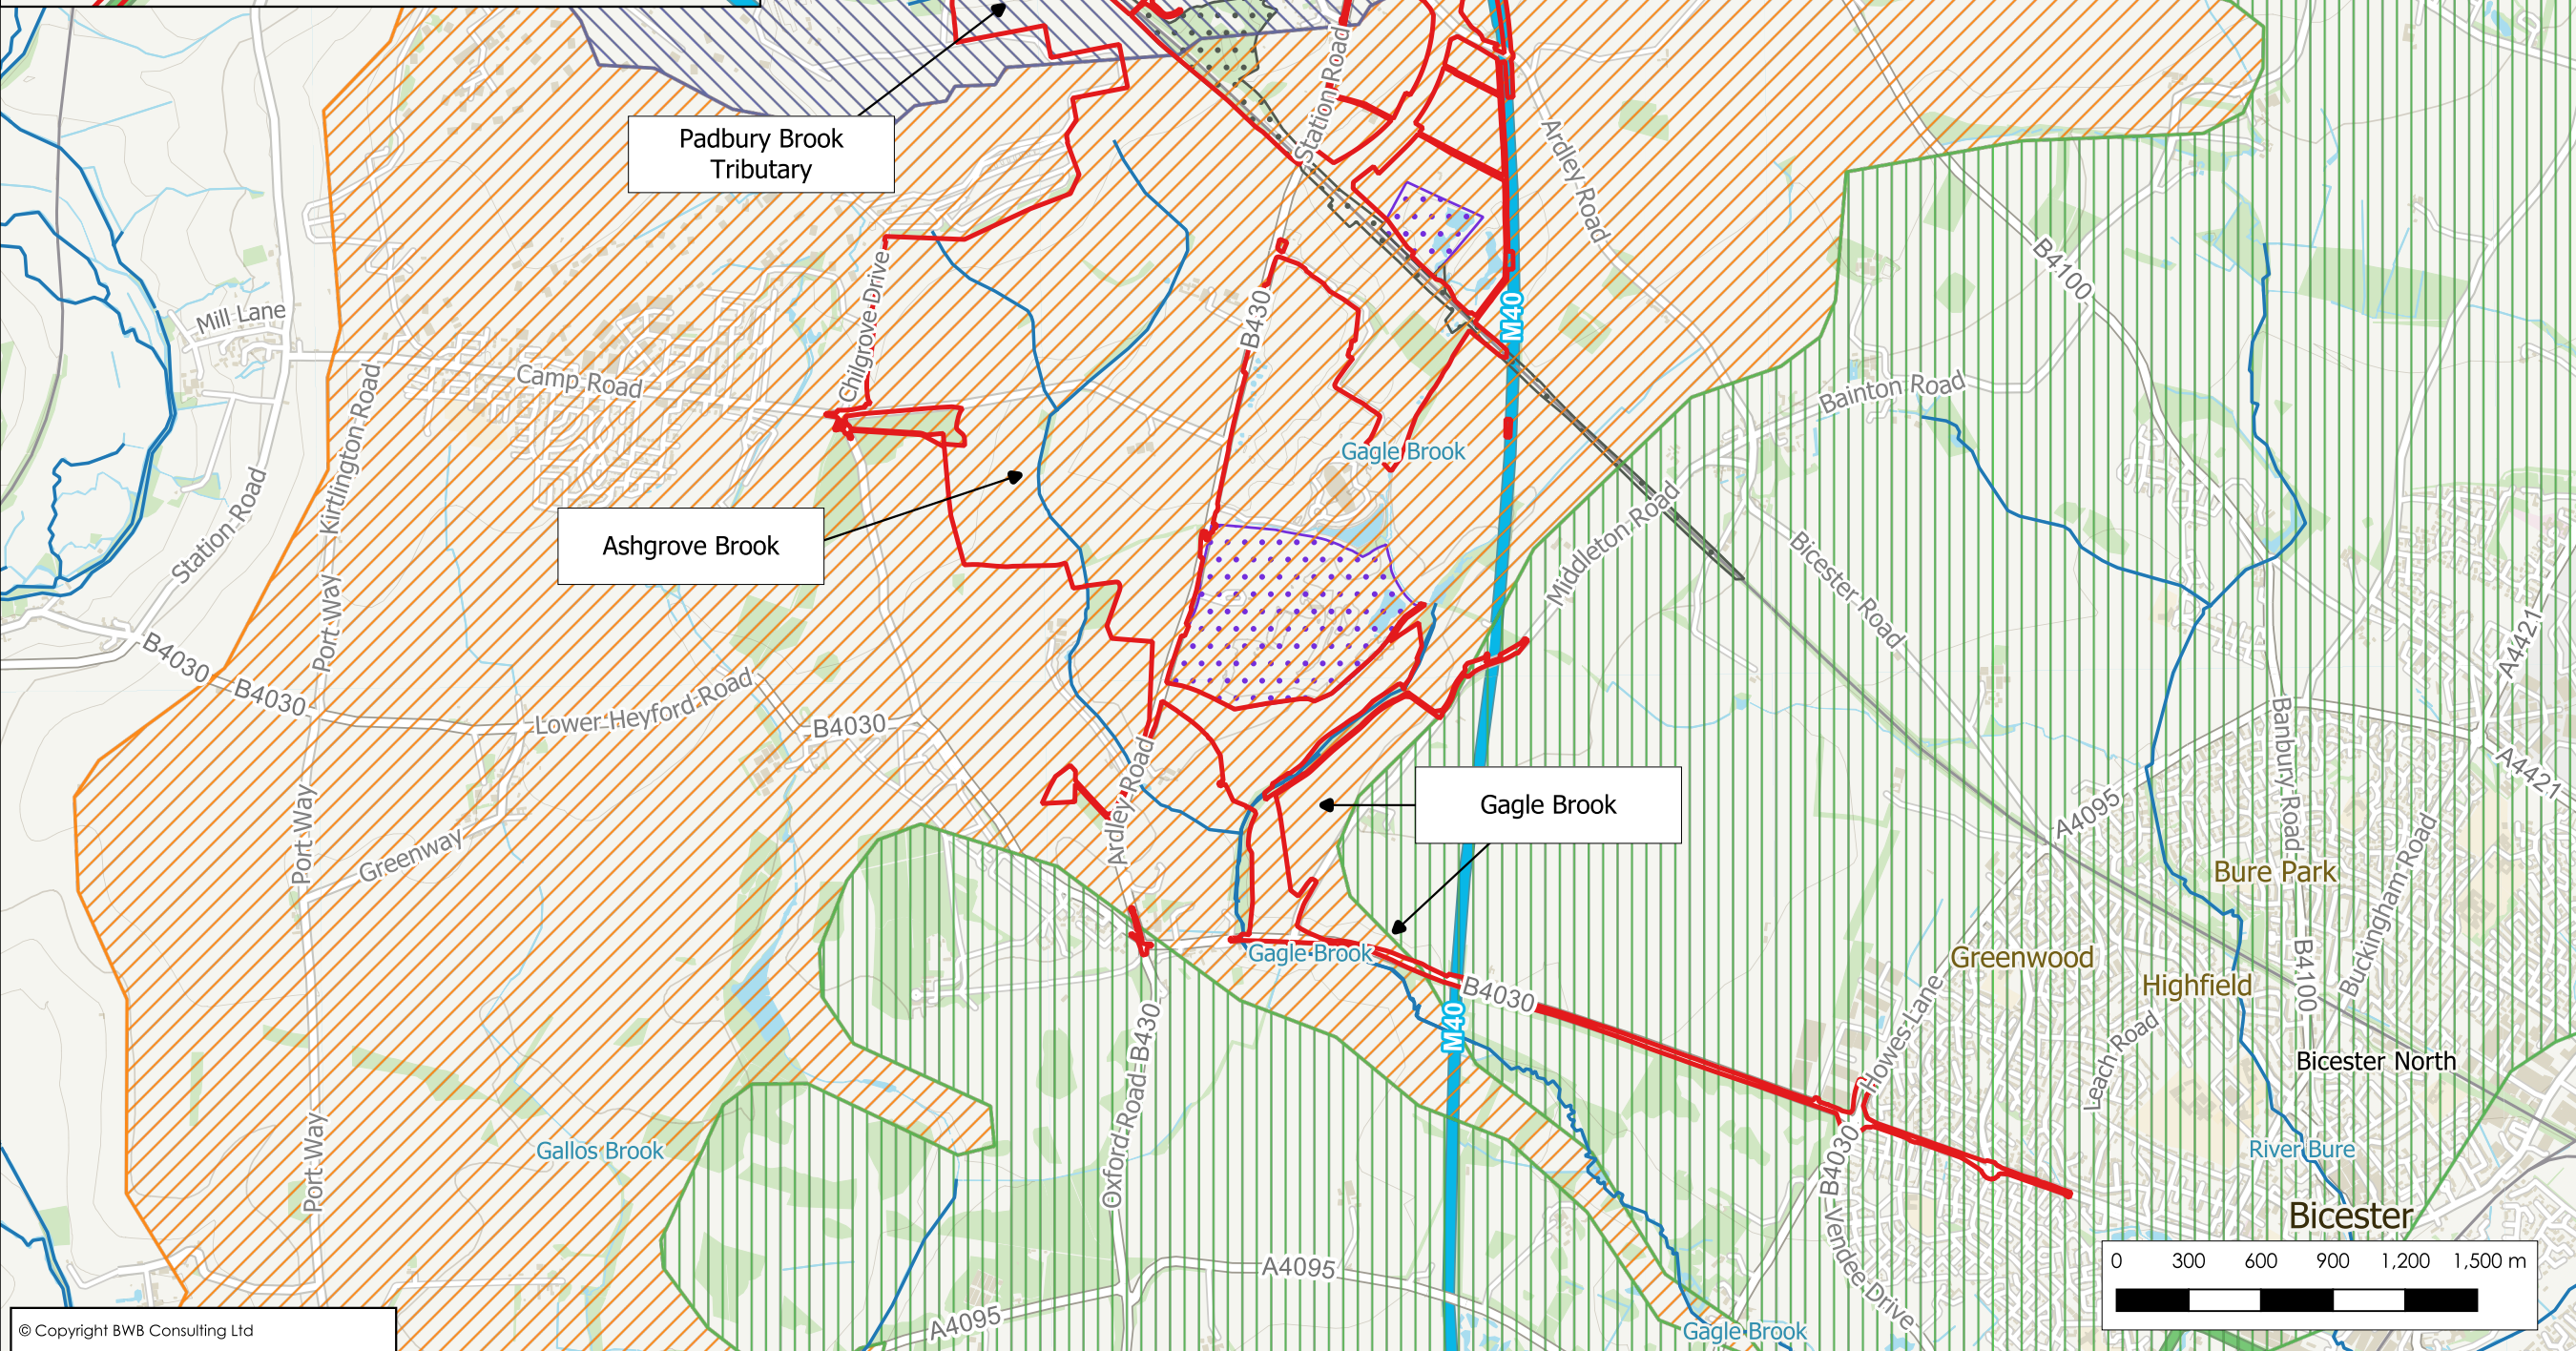 Station Road
Padbury Brook
Tributary
Ardley Road
B4100
Mill Lane
Chilgrove Drive
B430
M40
Camp Road
Bainton Road
Kirtlington Road
Gagle Brook
Station Road
Middleton Road
Ashgrove Brook
Bicester Road
Port Way
B4030
B4030
A4421
Lower Heyford Road
B4030
Banbury Road
A4421
Ardley Road
Gagle Brook
A4095
Port Way
Greenway
Bure Park
Buckingham Road
Gagle Brook
Greenwood
Highfield
B4030
B4100
M40
Howes Lane
Leach Road
Bicester North
Oxford Road
B430
Port Way
Gallos Brook
B4030
River Bure
Bicester
Vendee Drive
A4095
A4095
0 300 600 900 1,200 1,500 m
Gagle Brook
© Copyright BWB Consulting Ltd